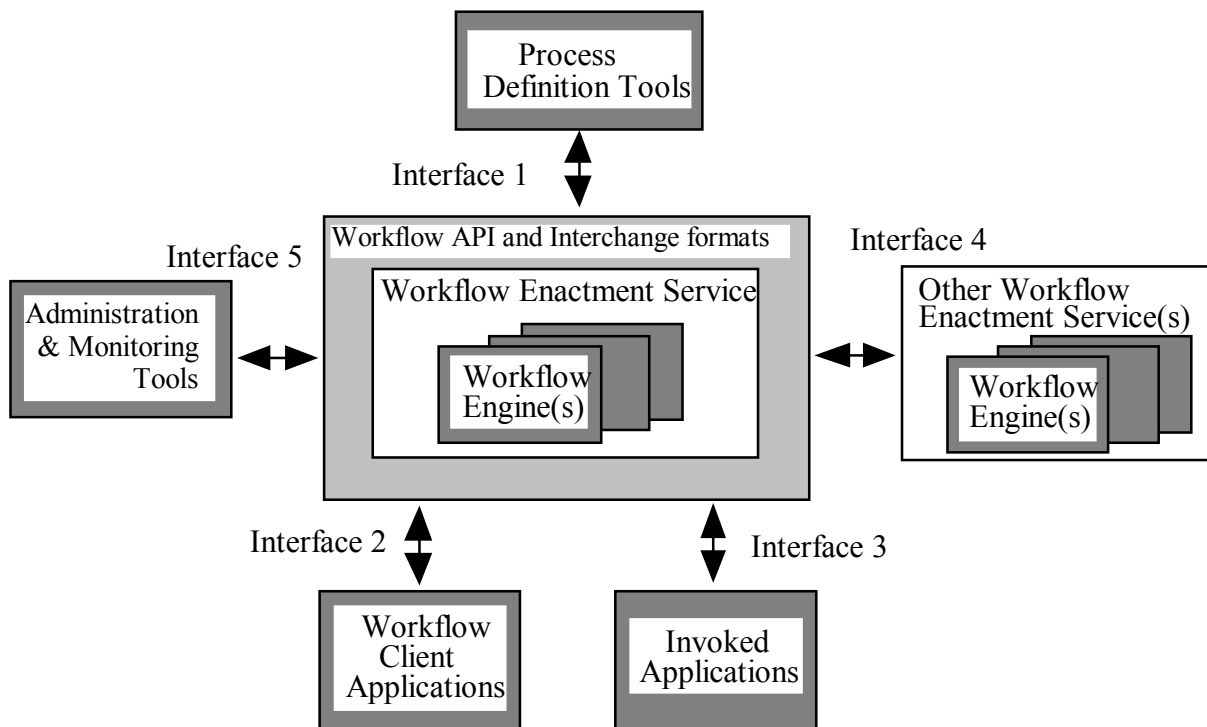 Process
Definition Tools
Interface 1
Workflow API and Interchange formats
Interface 4
Interface 5
Workflow Enactment Service
Other Workflow
Enactment Service(s)
Administration
& Monitoring
Tools
Workflow
Engine(s)
Workflow
Engine(s)
Interface 2
Interface 3
Workflow
Client
Applications
Invoked
Applications